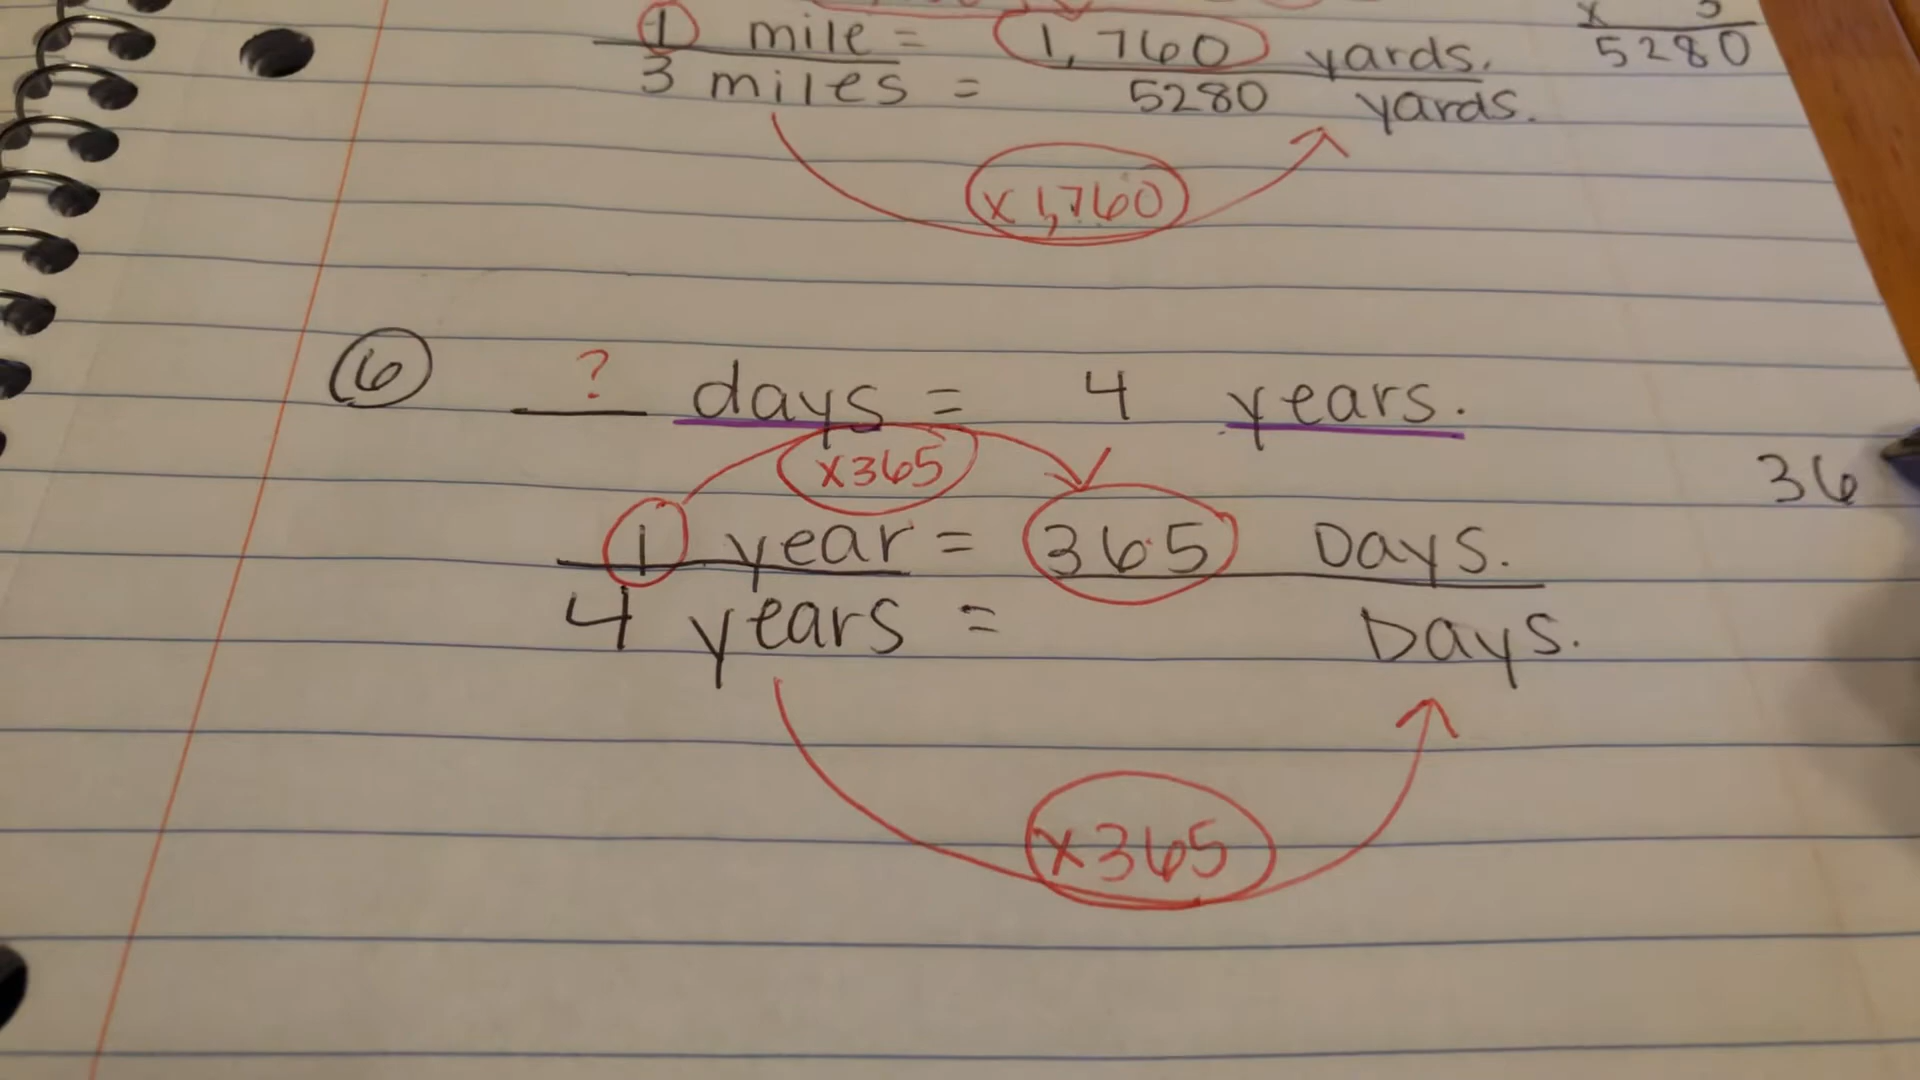 1 mile = 1,760 yards.
x 3
3 miles = 5280 yards.
5280
x1,760
6 ? days = 4 years.
x365
36
1 year = 365 Days.
4 years = Days.
x365